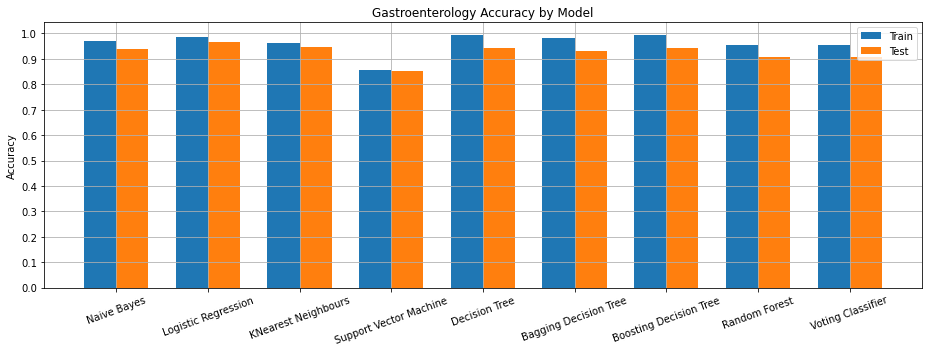 Gastroenterology Accuracy by Model
Train
Test
Accuracy
1.0
0.9
0.8
0.7
0.6
0.5
0.4
0.3
0.2
0.1
0.0
Naive Bayes
Logistic Regression
KNearest Neighbours
Support Vector Machine
Decision Tree
Bagging Decision Tree
Boosting Decision Tree
Random Forest
Voting Classifier